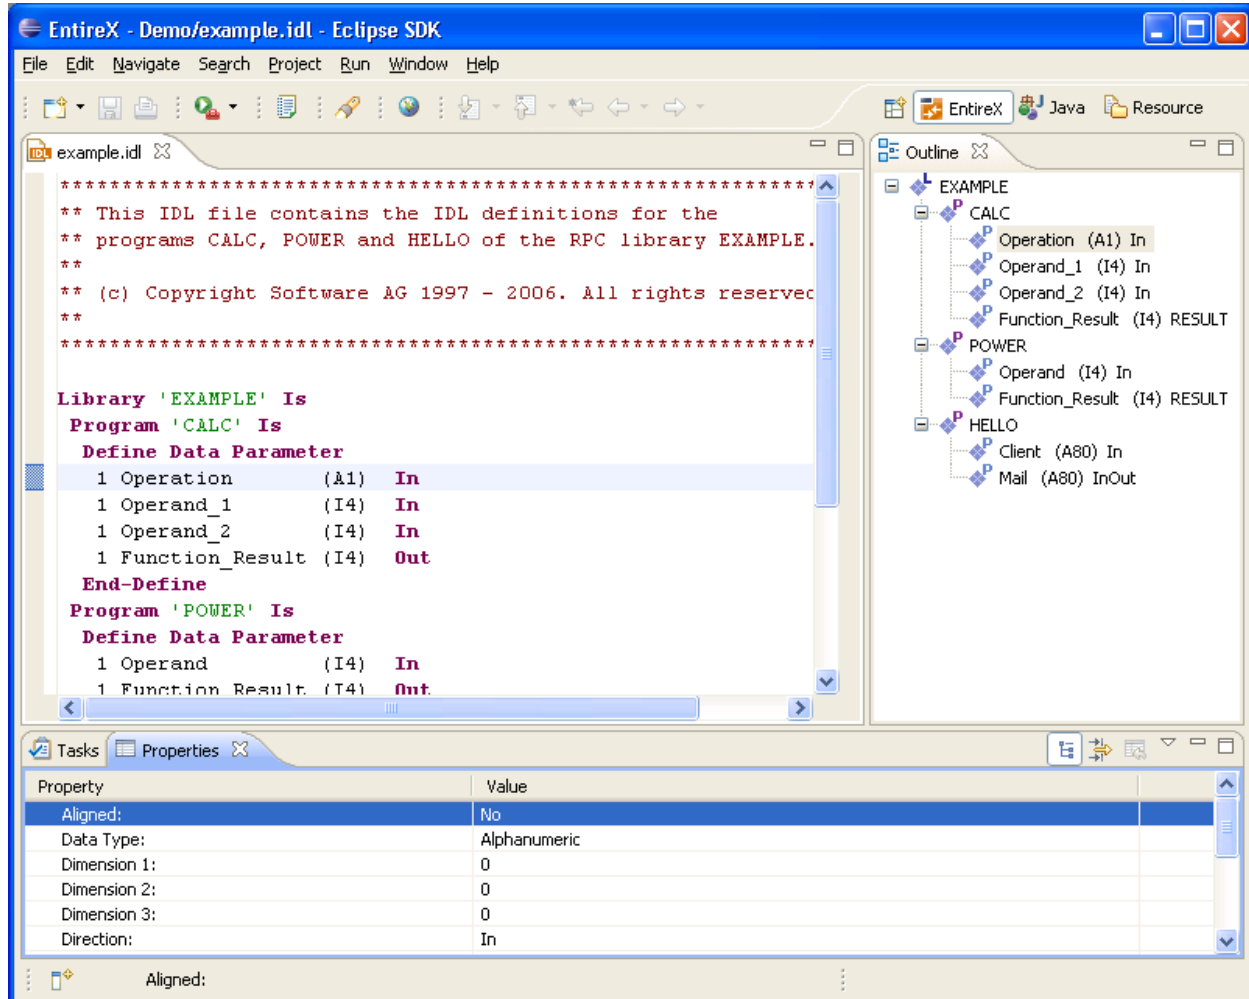 EntireX - Demo/example.idl - Eclipse SDK
File Edit Navigate Search Project Run Window Help
EntireX Java Resource
example.idl
*************************************************************
** This IDL file contains the IDL definitions for the
** programs CALC, POWER and HELLO of the RPC library EXAMPLE.
**
** (c) Copyright Software AG 1997 - 2006. All rights reserved
**
*************************************************************
Library 'EXAMPLE' Is
Program 'CALC' Is
Define Data Parameter
1 Operation (A1) In
1 Operand_1 (I4) In
1 Operand_2 (I4) In
1 Function_Result (I4) Out
End-Define
Program 'POWER' Is
Define Data Parameter
1 Operand (I4) In
1 Function_Result (I4) Out
Outline
EXAMPLE
CALC
Operation (A1) In
Operand_1 (I4) In
Operand_2 (I4) In
Function_Result (I4) RESULT
POWER
Operand (I4) In
Function_Result (I4) RESULT
HELLO
Client (A80) In
Mail (A80) InOut
Tasks Properties
Property Value
Aligned: No
Data Type: Alphanumeric
Dimension 1: 0
Dimension 2: 0
Dimension 3: 0
Direction: In
Aligned: